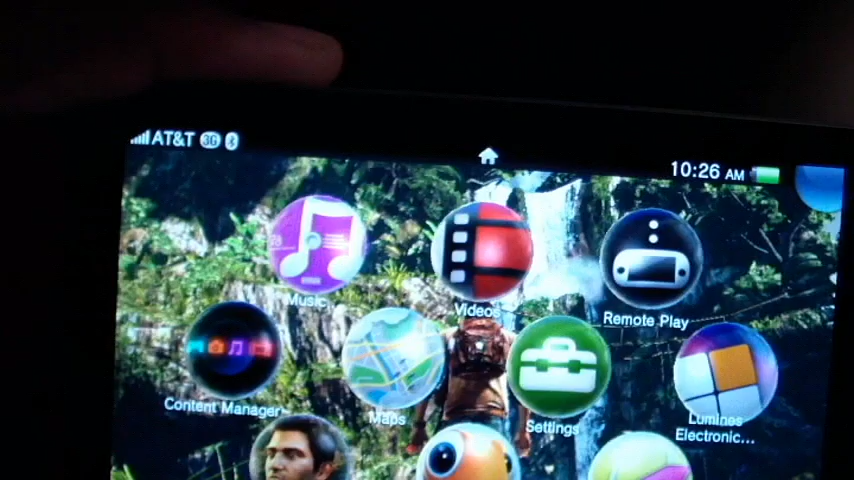 AT&T 3G
10:26 AM
Music
Videos
Remote Play
Content Manager
Maps
Settings
Lumines
Electronic...